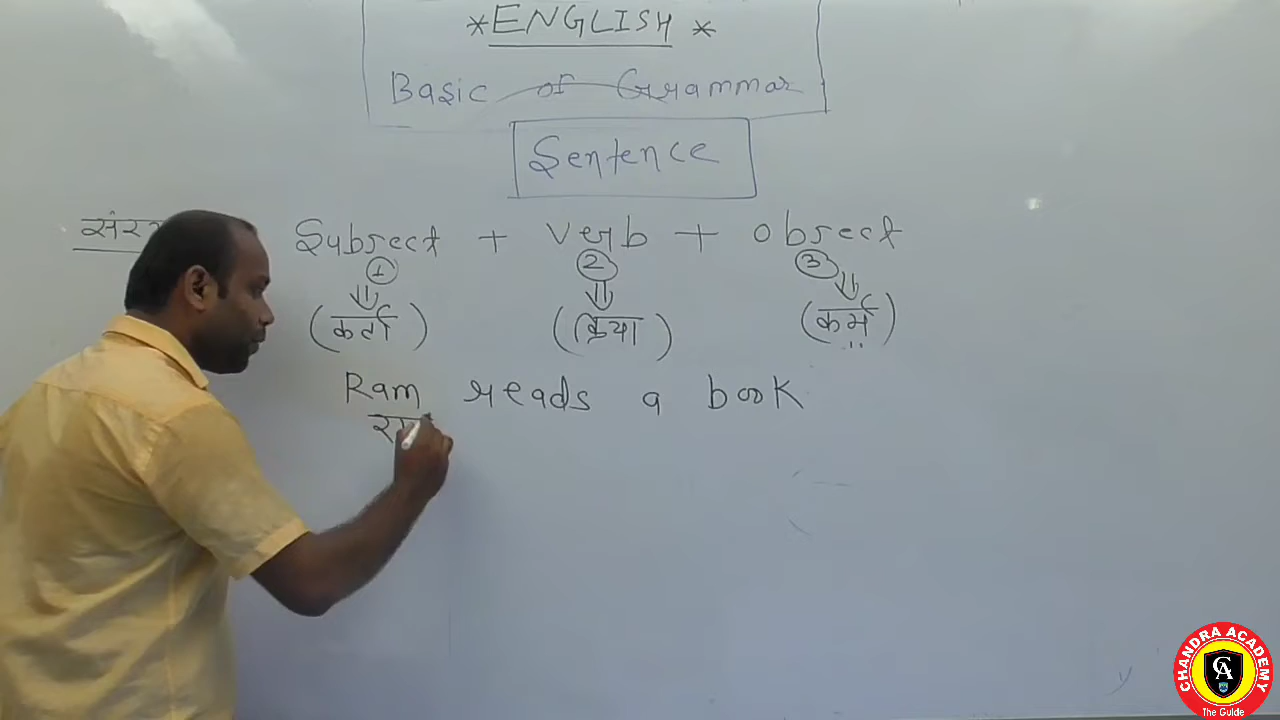 *ENGLISH*
Basic of Grammar
Sentence
Subject + verb + object
1 2 3
(कर्ता) (क्रिया) (कर्म)
Ram reads a book
CHANDRA ACADEMY
CA
The Guide